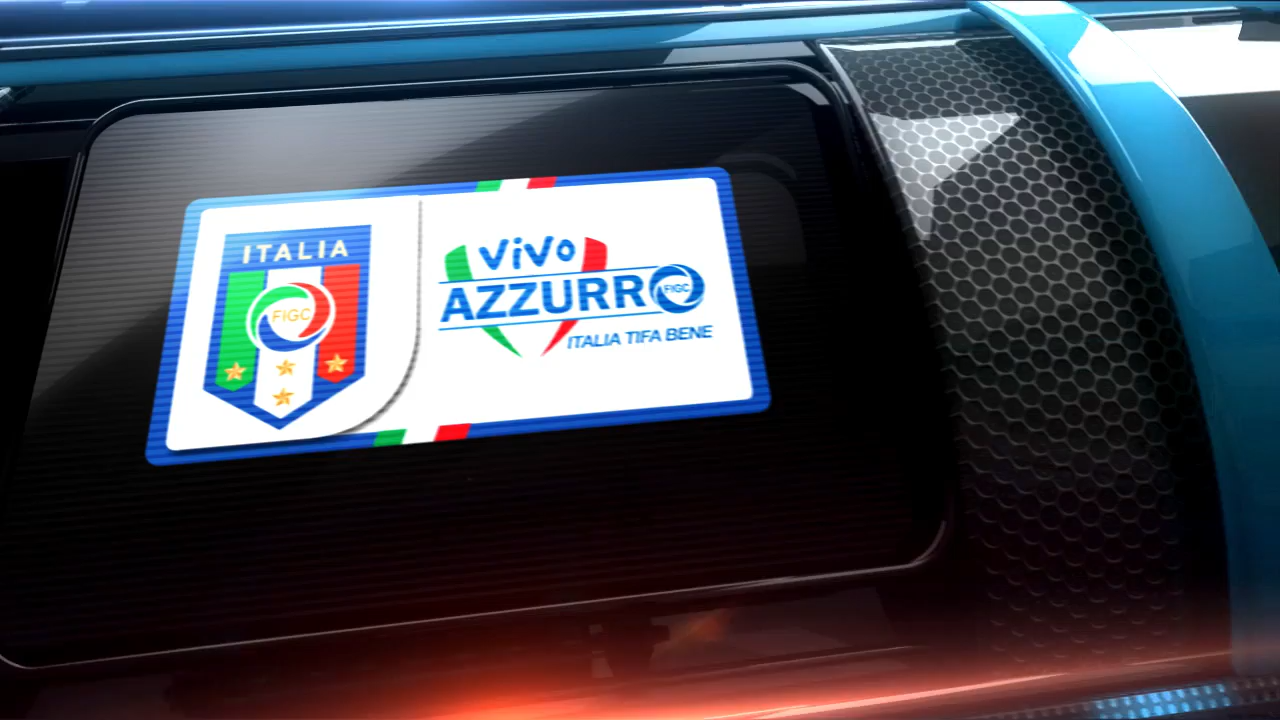 ITALIA
FIGC
ViVo
AZZURRO
FIGC
ITALIA TIFA BENE